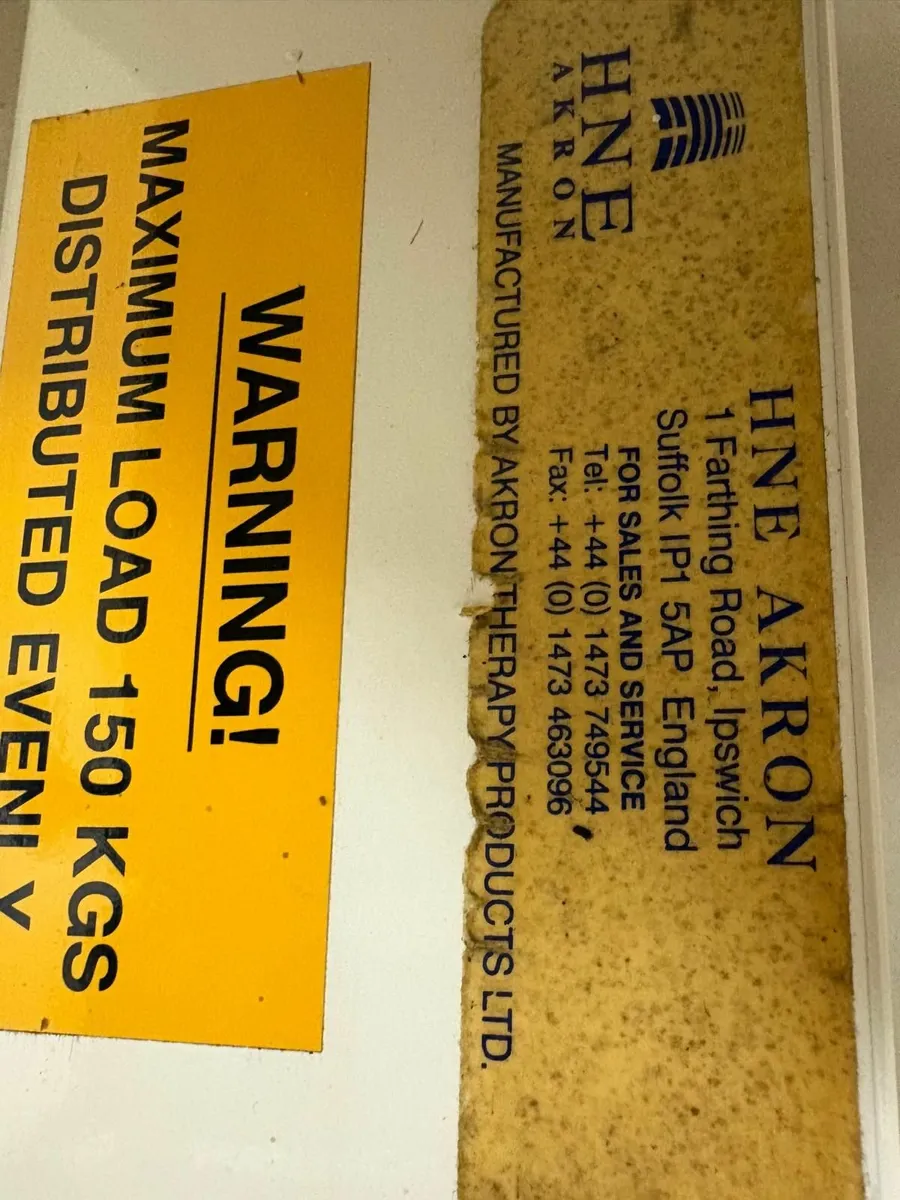 HNE
AKRON
HNE AKRON
1 Farthing Road, Ipswich
Suffolk IP1 5AP England
FOR SALES AND SERVICE
Tel: +44 (0) 1473 749544
Fax: +44 (0) 1473 463096
MANUFACTURED BY AKRON THERAPY PRODUCTS LTD.
WARNING!
MAXIMUM LOAD 150 KGS
DISTRIBUTED EVENLY